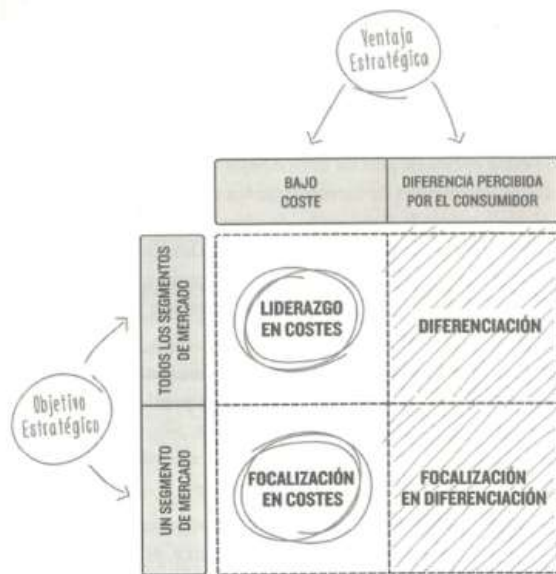 Ventaja
Estratégica
BAJO
COSTE
DIFERENCIA PERCIBIDA
POR EL CONSUMIDOR
TODOS LOS SEGMENTOS
DE MERCADO
LIDERAZGO
EN COSTES
DIFERENCIACIÓN
Objetivo
Estratégico
UN SEGMENTO
DE MERCADO
FOCALIZACIÓN
EN COSTES
FOCALIZACIÓN
EN DIFERENCIACIÓN